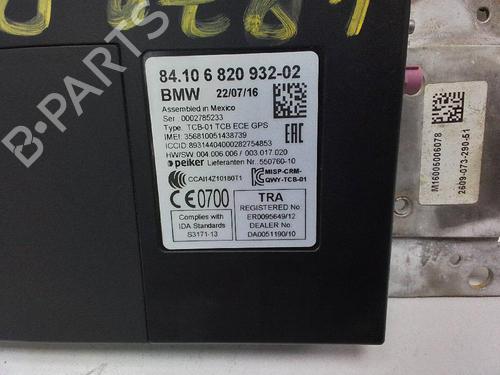 84.10 6 820 932-02
BMW 22/07/16
Assembled in Mexico
Ser : 0002785233
Type: TCB-01 TCB ECE GPS
IMEI: 356810051438739
ICCID: 89314404000282754853
HW/SW 004.006.006 / 003.017.020
peiker Lieferanten-Nr: 550760-10
EAC
CCAI14Z10180T1
MISP-CRM-
QWY-TCB-01
CE0700
TRA
REGISTERED No
ER0095649/12
DEALER No
DA0051190/10
Complies with
IDA Standards
S3171-13
M16005006078
2609-073-290-51
B-PARTS